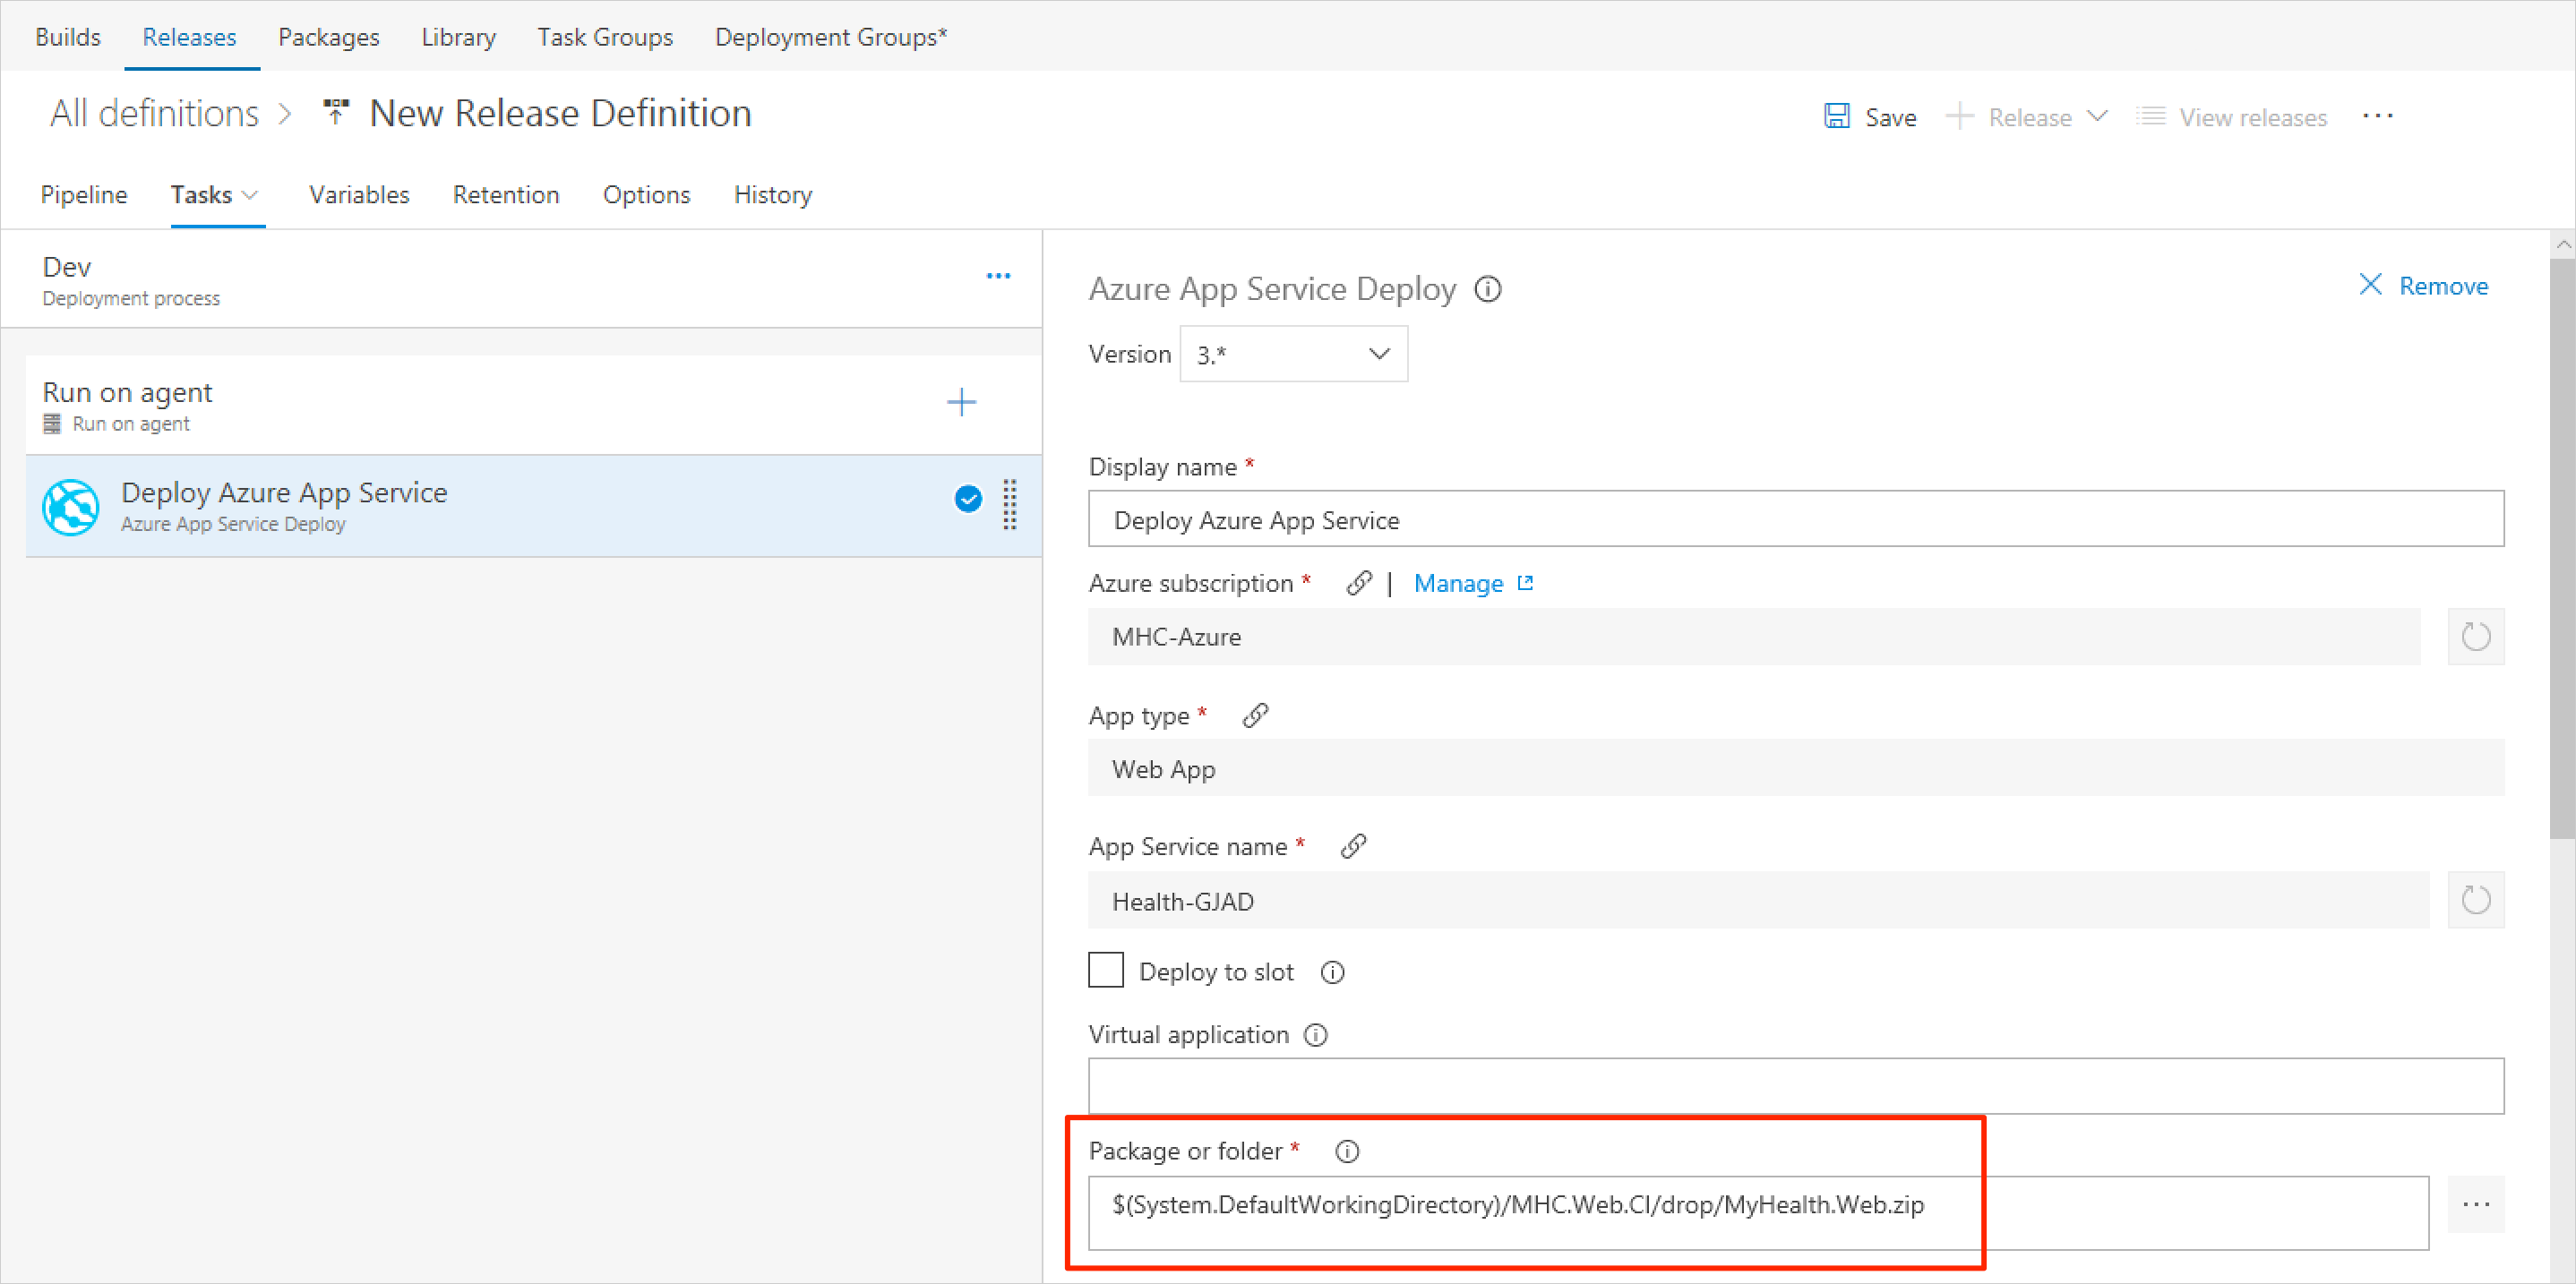 Builds Releases Packages Library Task Groups Deployment Groups*
All definitions > New Release Definition Save + Release View releases ...
Pipeline Tasks Variables Retention Options History
Dev
Deployment process
...
Run on agent
Run on agent
Deploy Azure App Service
Azure App Service Deploy
Azure App Service Deploy
Remove
Version 3.*
Display name *
Deploy Azure App Service
Azure subscription * | Manage
MHC-Azure
App type *
Web App
App Service name *
Health-GJAD
Deploy to slot
Virtual application
Package or folder *
$(System.DefaultWorkingDirectory)/MHC.Web.CI/drop/MyHealth.Web.zip
...